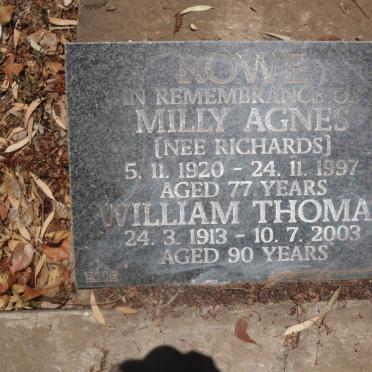 ROWE
IN REMEMBRANCE OF
MILLY AGNES
[NEE RICHARDS]
5. 11. 1920 - 24. 11. 1997
AGED 77 YEARS
WILLIAM THOMA
24. 3. 1913 - 10. 7. 2003
AGED 90 YEARS